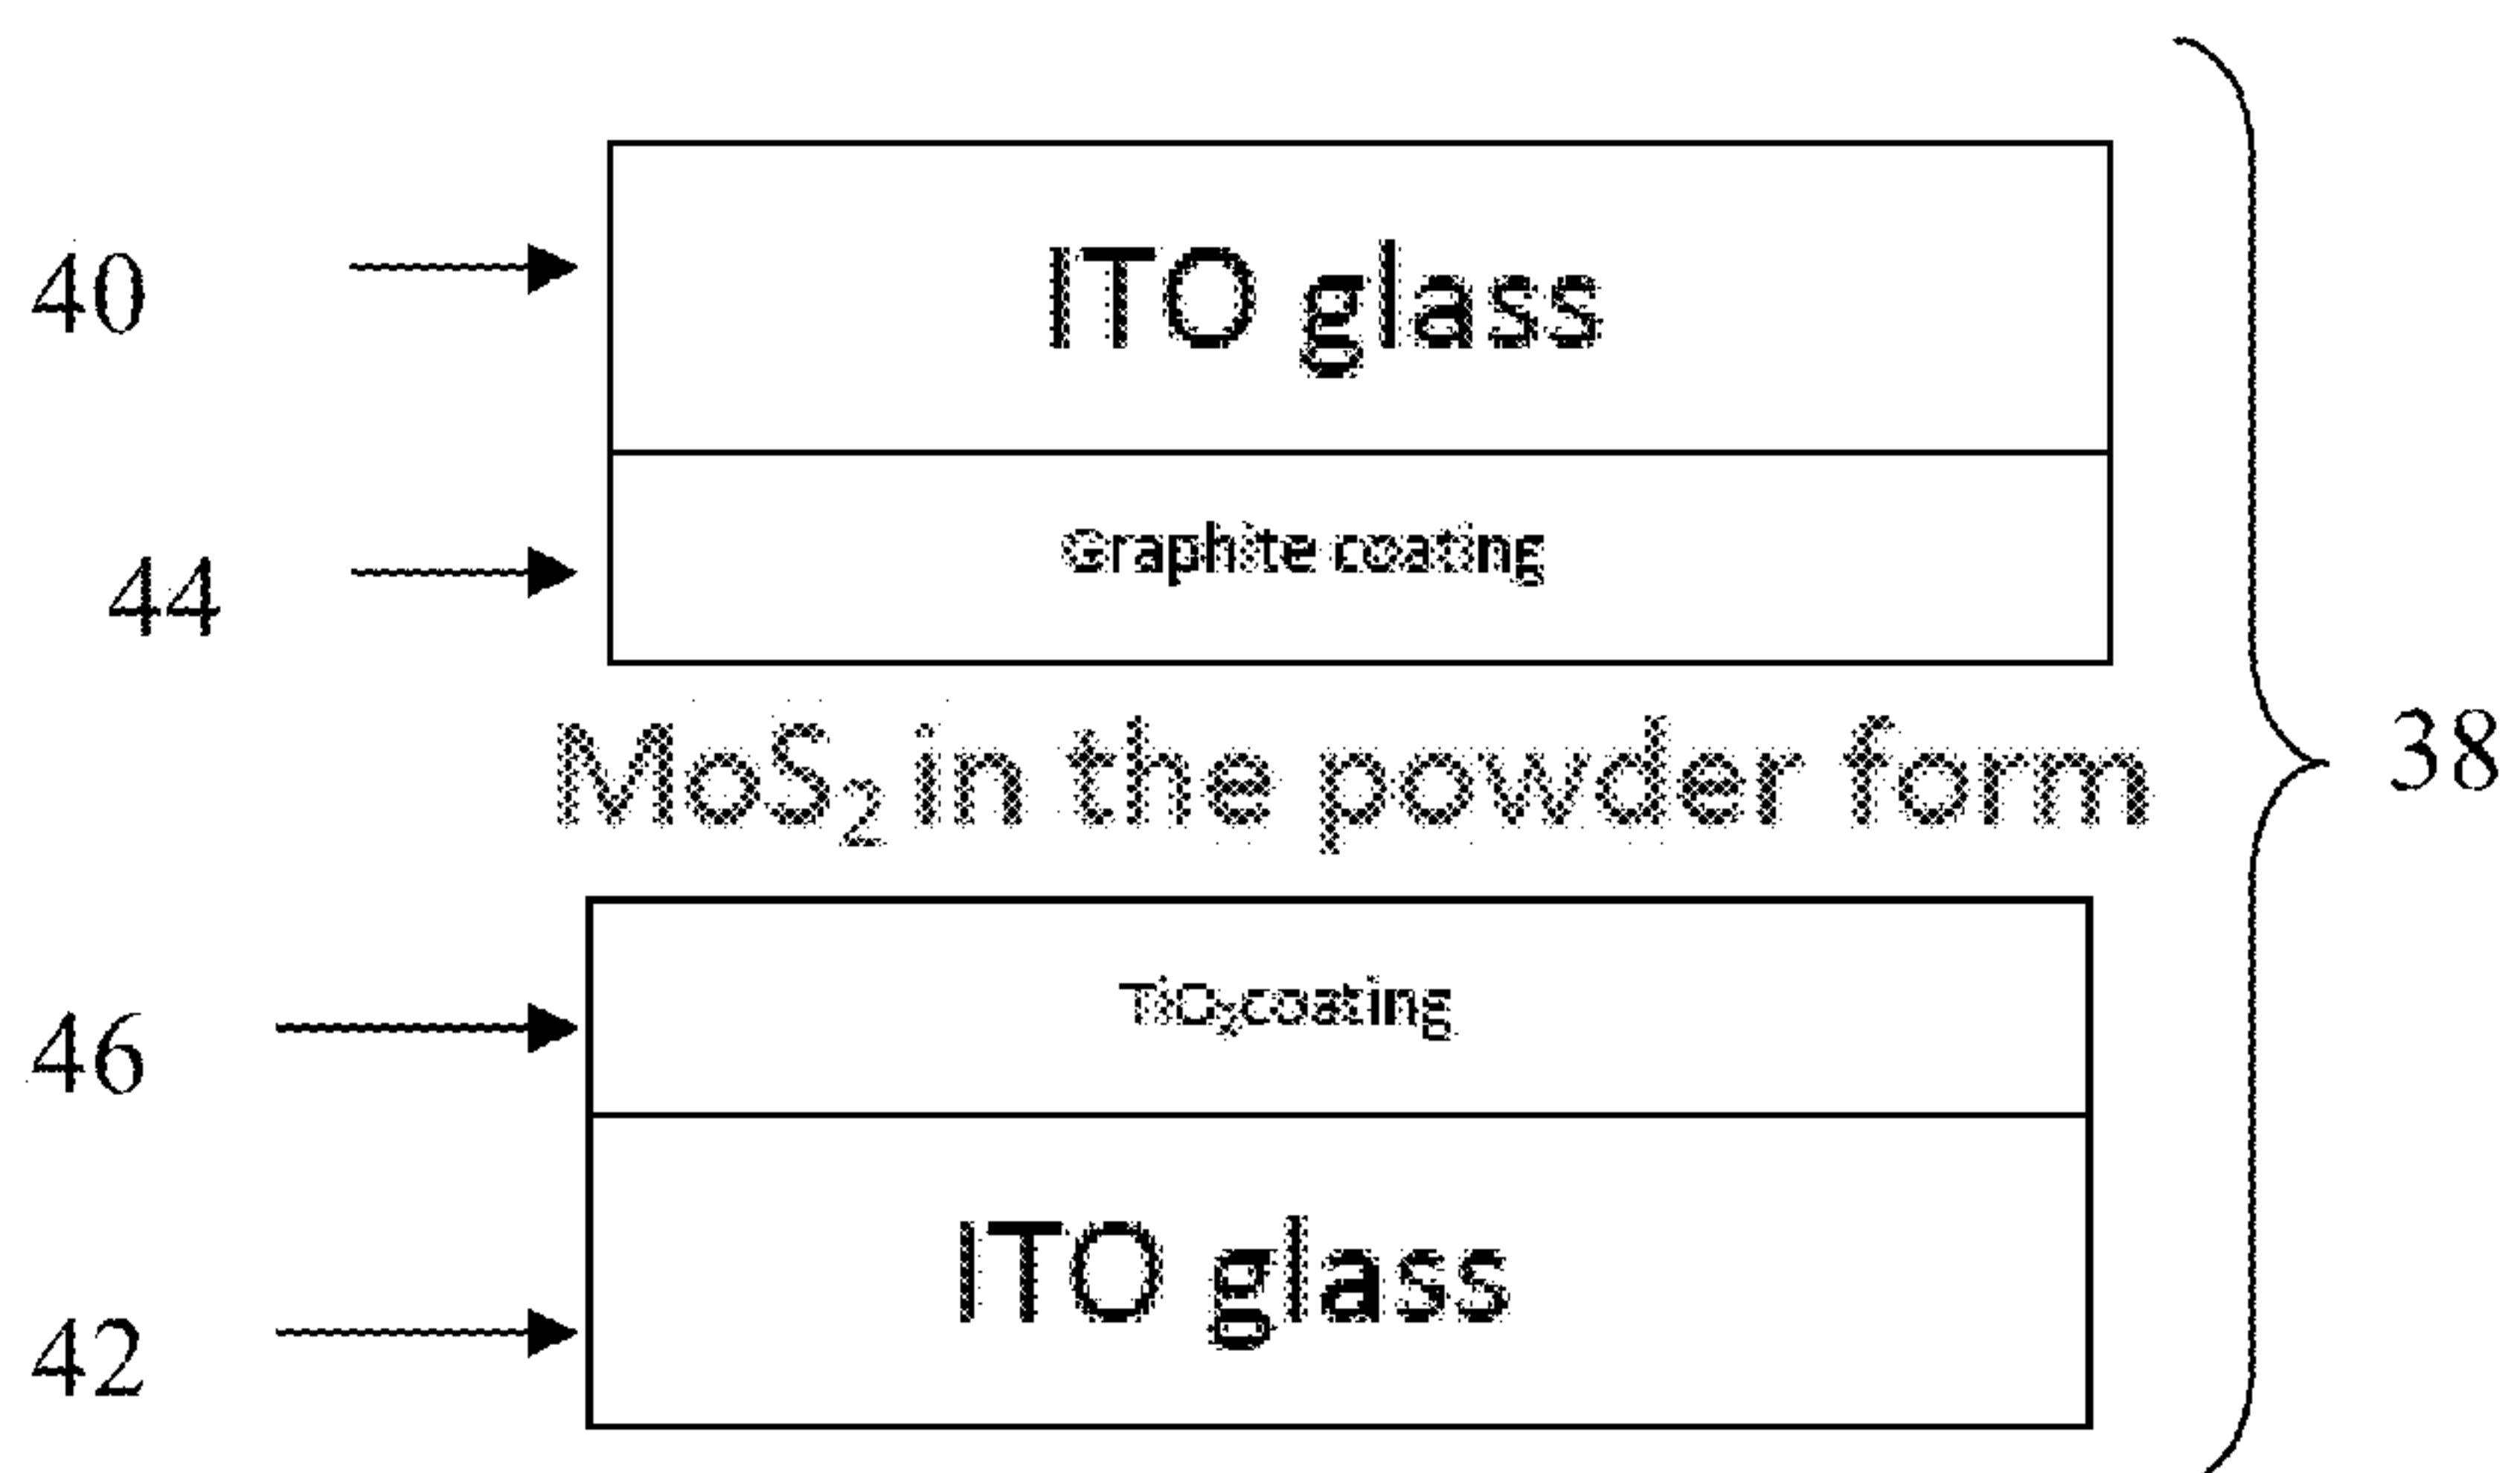 40 ITO glass
44 Graphite coating
MoS₂ in the powder form
38
46 TiO₂ coating
42 ITO glass